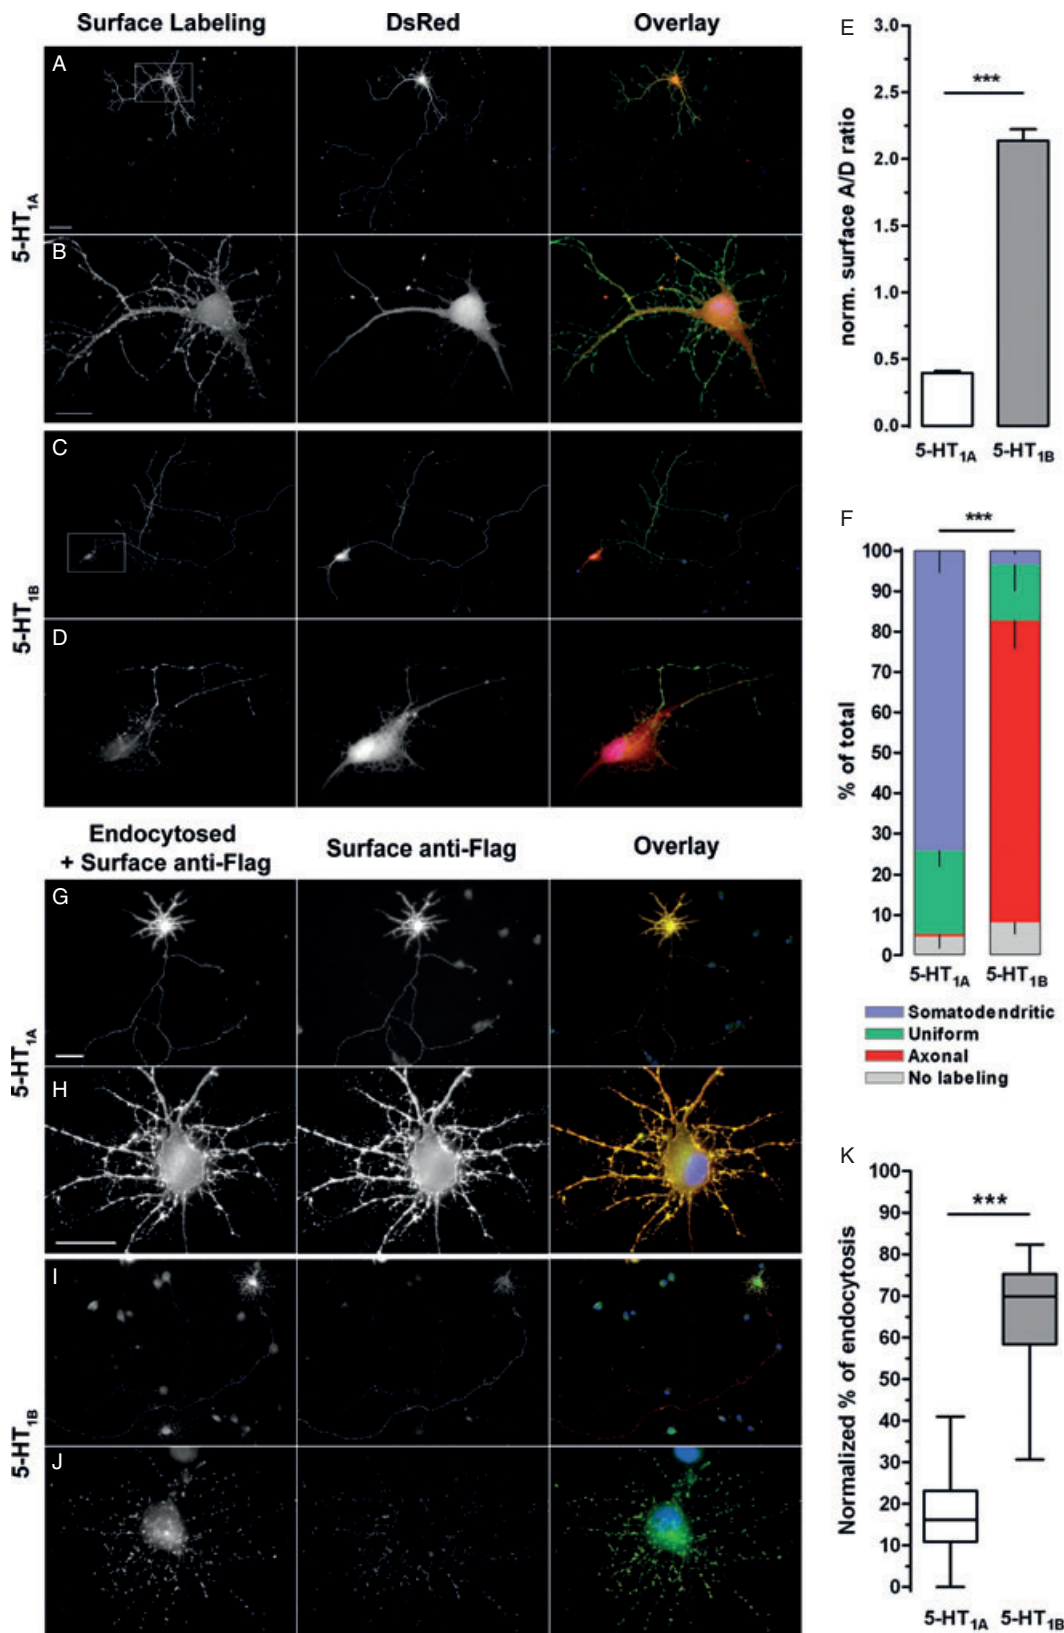 Surface Labeling DsRed Overlay
5-HT1A
A
B
5-HT1B
C
D
Endocytosed
+ Surface anti-Flag Surface anti-Flag Overlay
5-HT1A
G
H
5-HT1B
I
J
E
norm. surface A/D ratio
3.0
2.5
2.0
1.5
1.0
0.5
0.0
***
5-HT1A 5-HT1B
F
% of total
100
90
80
70
60
50
40
30
20
10
0
***
5-HT1A 5-HT1B
Somatodendritic
Uniform
Axonal
No labeling
K
Normalized % of endocytosis
100
90
80
70
60
50
40
30
20
10
0
***
5-HT1A 5-HT1B